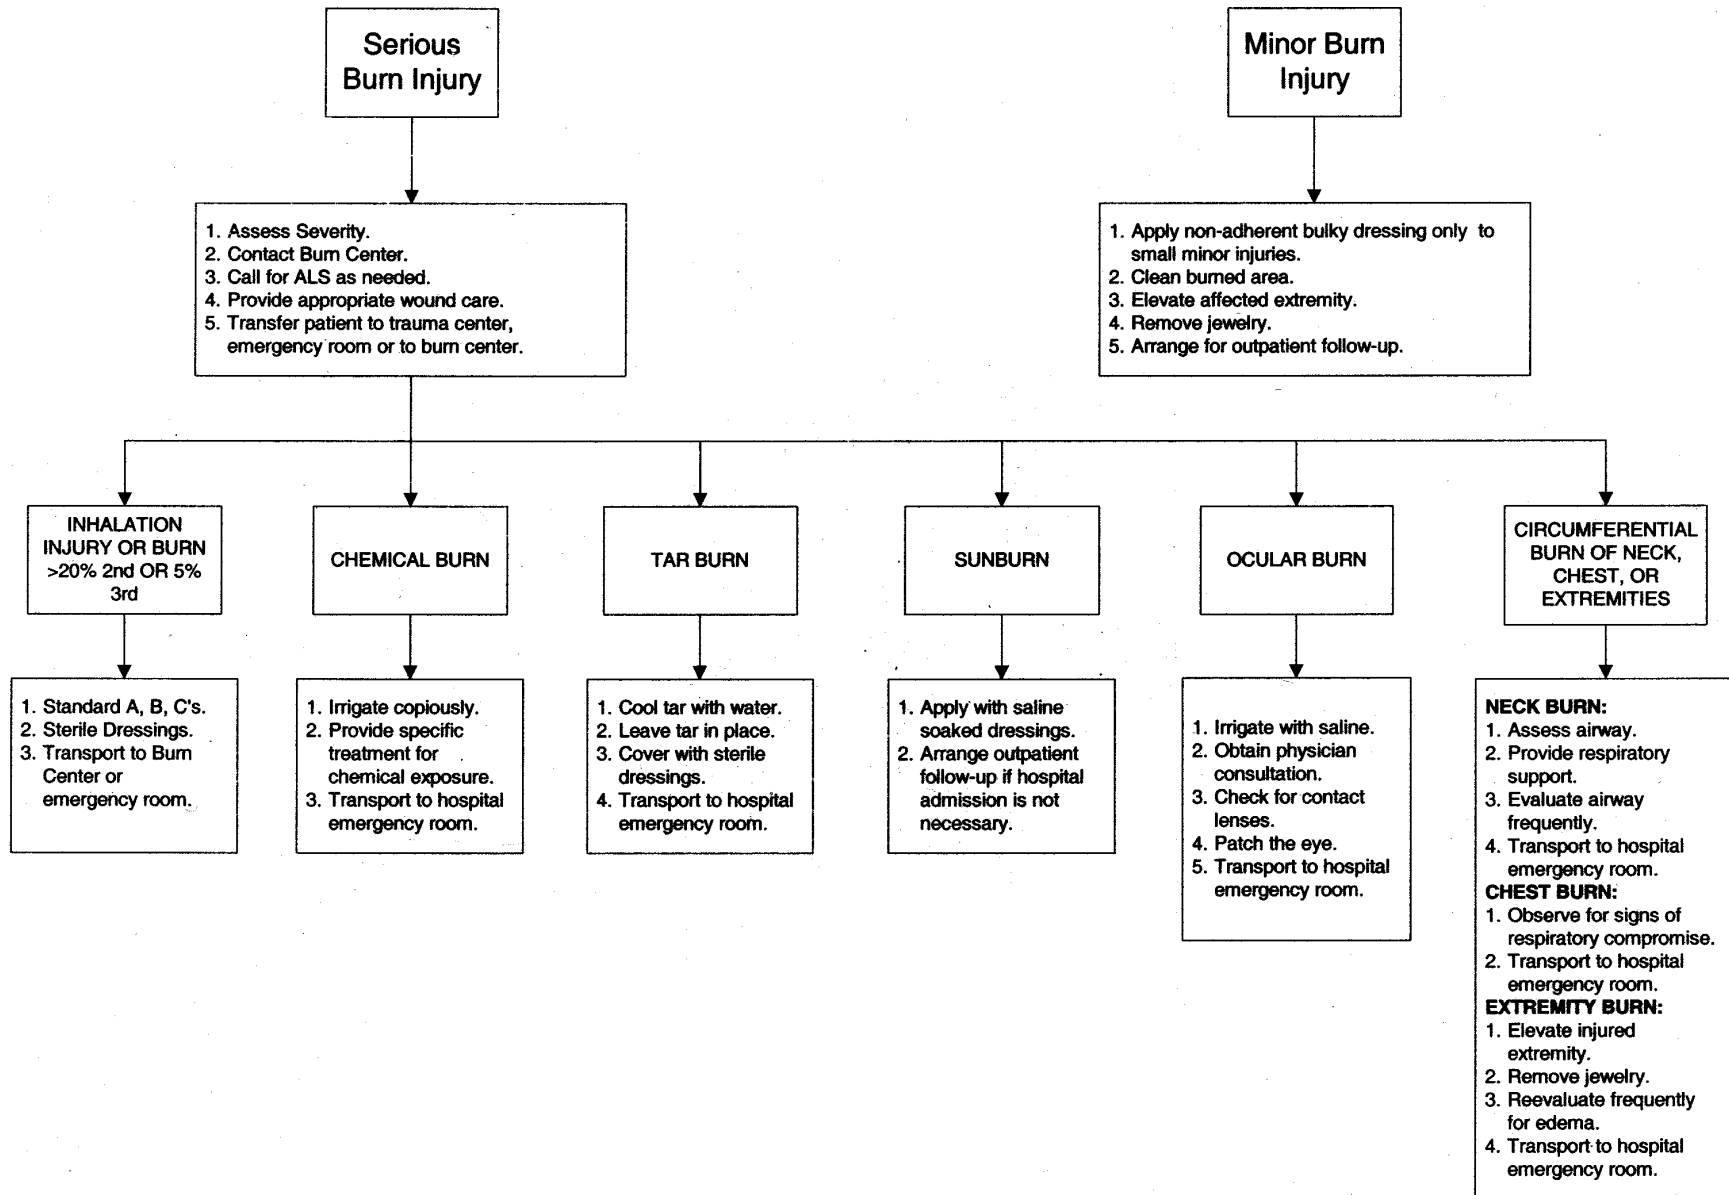 Serious
Burn Injury
Minor Burn
Injury
1. Assess Severity.
2. Contact Burn Center.
3. Call for ALS as needed.
4. Provide appropriate wound care.
5. Transfer patient to trauma center,
emergency room or to burn center.
1. Apply non-adherent bulky dressing only to
small minor injuries.
2. Clean burned area.
3. Elevate affected extremity.
4. Remove jewelry.
5. Arrange for outpatient follow-up.
INHALATION
INJURY OR BURN
>20% 2nd OR 5%
3rd
CHEMICAL BURN
TAR BURN
SUNBURN
OCULAR BURN
CIRCUMFERENTIAL
BURN OF NECK,
CHEST, OR
EXTREMITIES
1. Standard A, B, C's.
2. Sterile Dressings.
3. Transport to Burn
Center or
emergency room.
1. Irrigate copiously.
2. Provide specific
treatment for
chemical exposure.
3. Transport to hospital
emergency room.
1. Cool tar with water.
2. Leave tar in place.
3. Cover with sterile
dressings.
4. Transport to hospital
emergency room.
1. Apply with saline
soaked dressings.
2. Arrange outpatient
follow-up if hospital
admission is not
necessary.
1. Irrigate with saline.
2. Obtain physician
consultation.
3. Check for contact
lenses.
4. Patch the eye.
5. Transport to hospital
emergency room.
NECK BURN:
1. Assess airway.
2. Provide respiratory
support.
3. Evaluate airway
frequently.
4. Transport to hospital
emergency room.
CHEST BURN:
1. Observe for signs of
respiratory compromise.
2. Transport to hospital
emergency room.
EXTREMITY BURN:
1. Elevate injured
extremity.
2. Remove jewelry.
3. Reevaluate frequently
for edema.
4. Transport to hospital
emergency room.